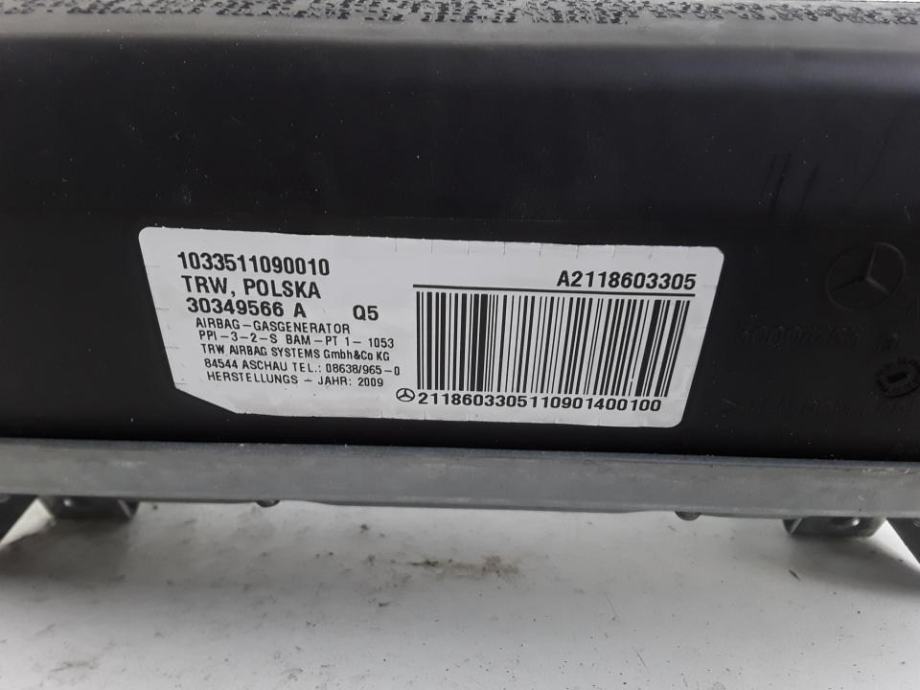 1033511090010
TRW, POLSKA
30349566 A Q5
AIRBAG-GASGENERATOR
PPI-3-2-S BAM-PT 1- 1053
TRW AIRBAG SYSTEMS Gmbh&Co KG
84544 ASCHAU TEL.: 08638/965-0
HERSTELLUNGS - JAHR: 2009
A2118603305
2118603305110901400100